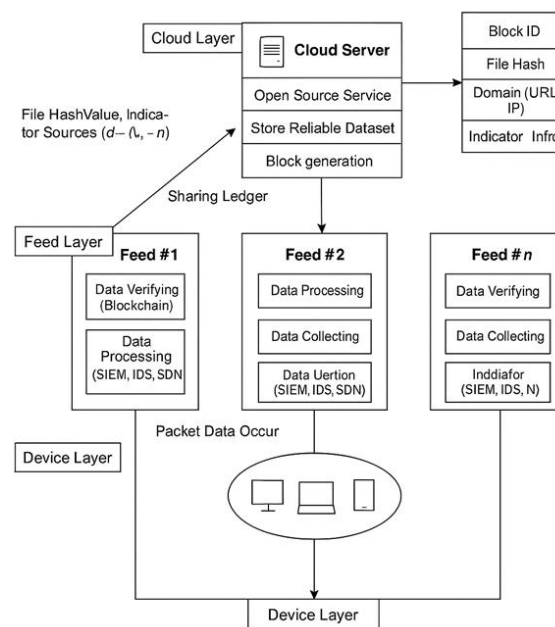 Cloud Layer
Cloud Server
Open Source Service
Store Reliable Dataset
Block generation
Block ID
File Hash
Domain (URL
IP)
Indicator Infro
File HashValue, Indica-
tor Sources
Sharing Ledger
Feed Layer
Feed #1
Data Verifying
(Blockchain)
Data
Processing
(SIEM, IDS, SDN
Feed #2
Data Processing
Data Collecting
Data Uertion
(SIEM, IDS, SDN)
Feed #n
Data Verifying
Data Collecting
Inddiafor
(SIEM, IDS, N)
Packet Data Occur
Device Layer
Device Layer